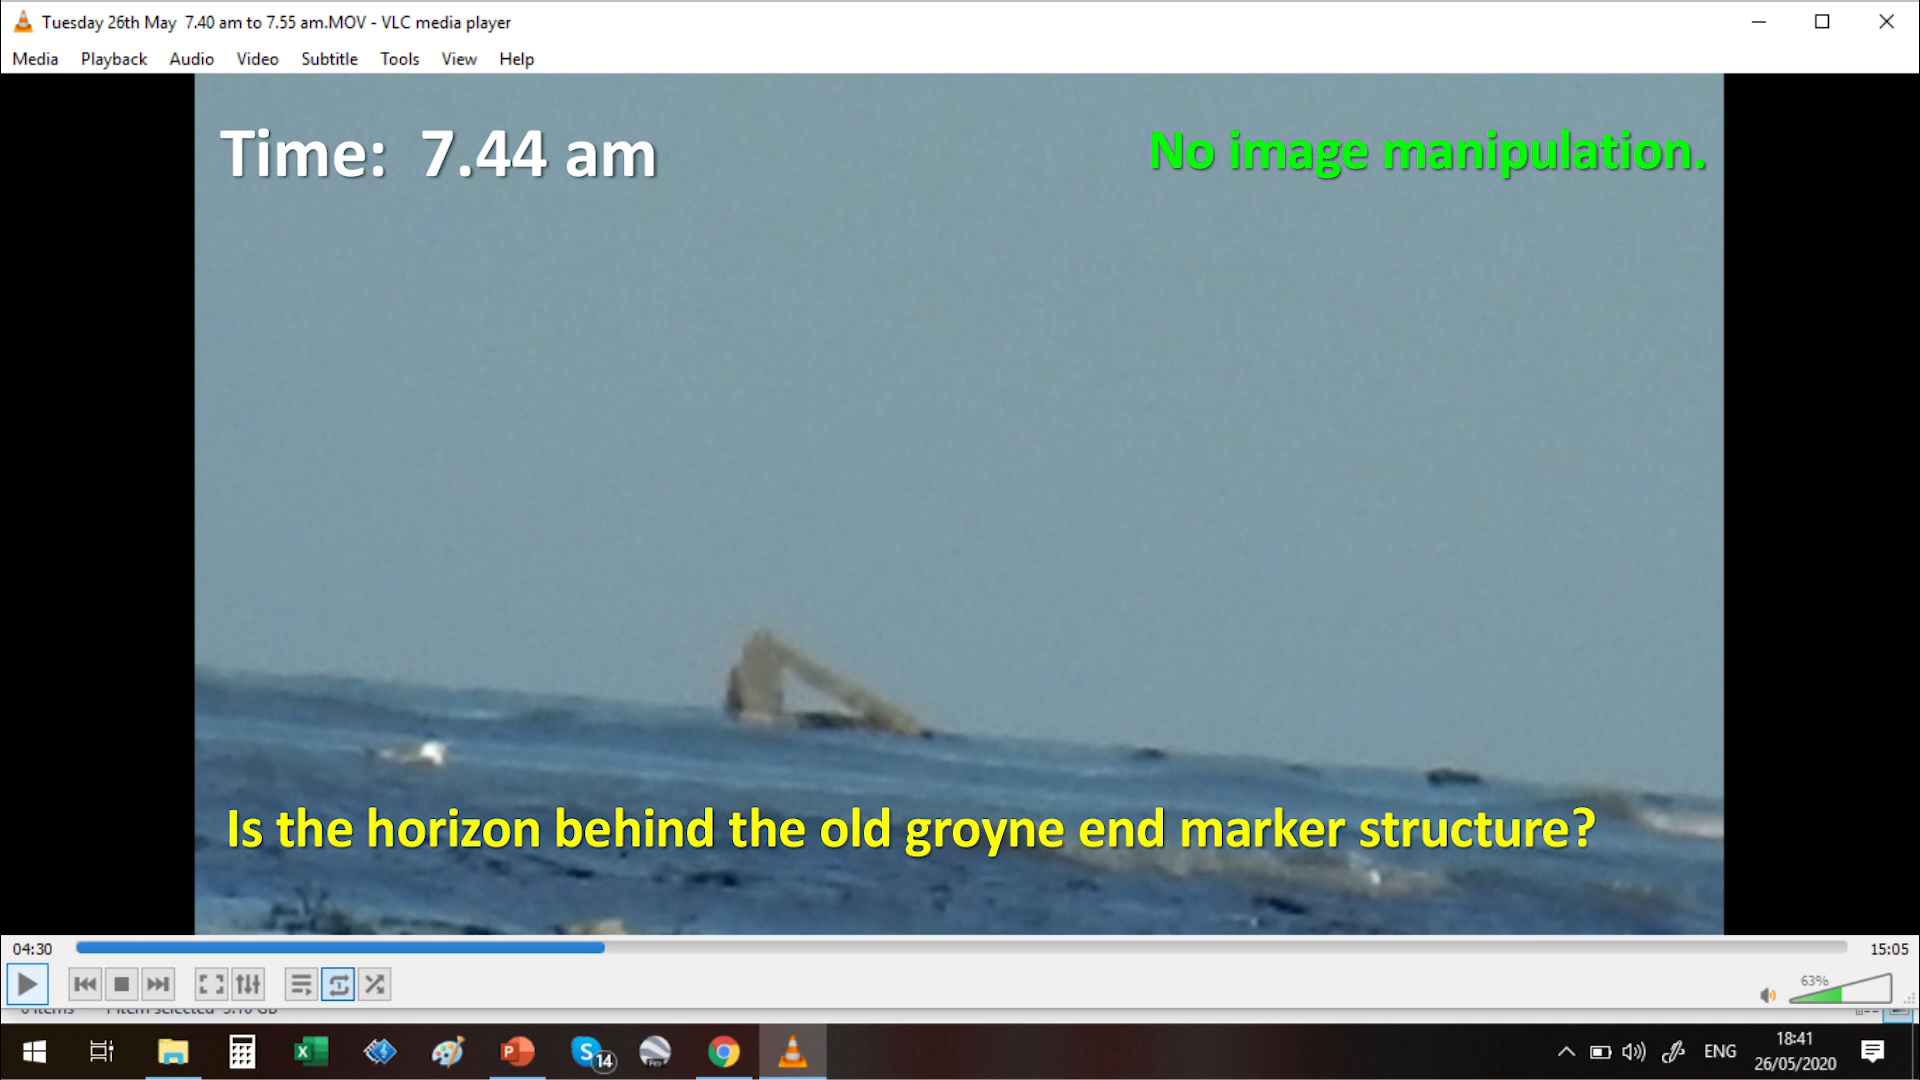 Tuesday 26th May  7.40 am to 7.55 am.MOV - VLC media player
Media Playback Audio Video Subtitle Tools View Help
Time:  7.44 am
No image manipulation.
Is the horizon behind the old groyne end marker structure?
04:30
15:05
63%
14
ENG
18:41
26/05/2020